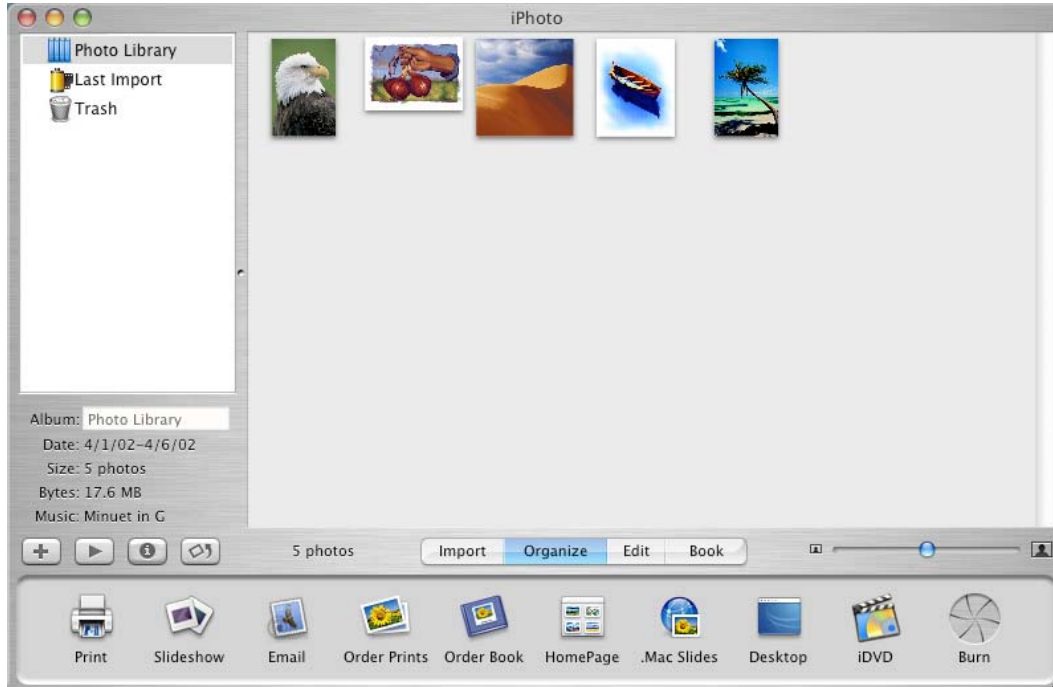 iPhoto
Photo Library
Last Import
Trash
Album: Photo Library
Date: 4/1/02–4/6/02
Size: 5 photos
Bytes: 17.6 MB
Music: Minuet in G
5 photos
Import Organize Edit Book
Print Slideshow Email Order Prints Order Book HomePage .Mac Slides Desktop iDVD Burn